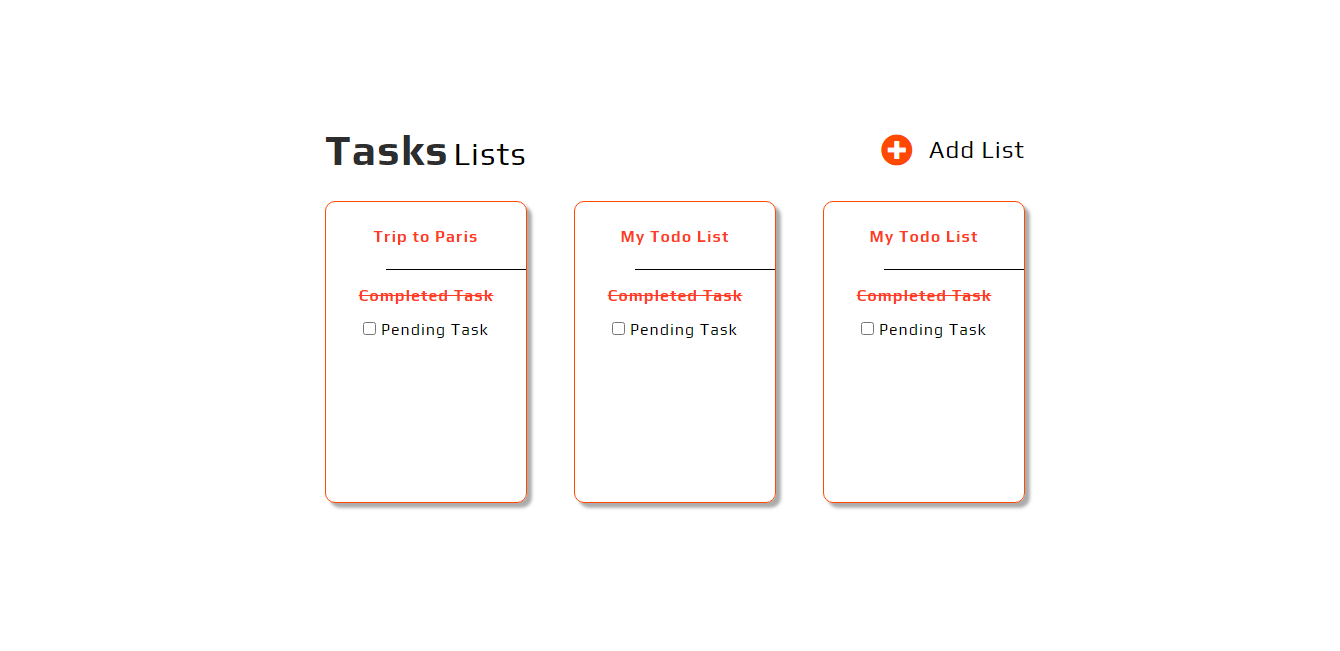 Tasks Lists
Add List
Trip to Paris
Completed Task
Pending Task
My Todo List
Completed Task
Pending Task
My Todo List
Completed Task
Pending Task